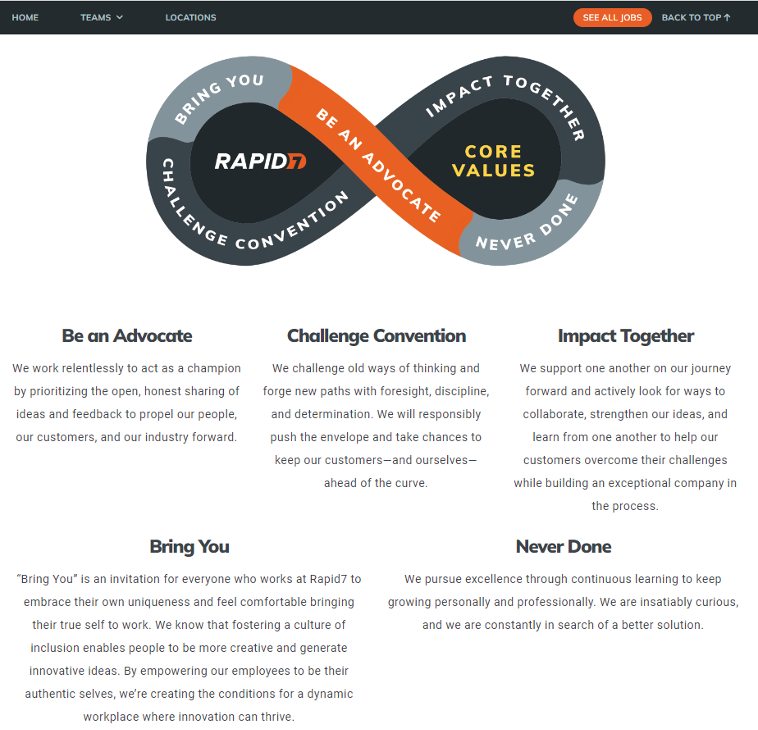 HOME
TEAMS
LOCATIONS
SEE ALL JOBS
BACK TO TOP
BRING YOU
BE AN ADVOCATE
IMPACT TOGETHER
RAPID7
CORE
VALUES
CHALLENGE CONVENTION
NEVER DONE
Be an Advocate
We work relentlessly to act as a champion
by prioritizing the open, honest sharing of
ideas and feedback to propel our people,
our customers, and our industry forward.
Challenge Convention
We challenge old ways of thinking and
forge new paths with foresight, discipline,
and determination. We will responsibly
push the envelope and take chances to
keep our customers—and ourselves—
ahead of the curve.
Impact Together
We support one another on our journey
forward and actively look for ways to
collaborate, strengthen our ideas, and
learn from one another to help our
customers overcome their challenges
while building an exceptional company in
the process.
Bring You
“Bring You” is an invitation for everyone who works at Rapid7 to
embrace their own uniqueness and feel comfortable bringing
their true self to work. We know that fostering a culture of
inclusion enables people to be more creative and generate
innovative ideas. By empowering our employees to be their
authentic selves, we’re creating the conditions for a dynamic
workplace where innovation can thrive.
Never Done
We pursue excellence through continuous learning to keep
growing personally and professionally. We are insatiably curious,
and we are constantly in search of a better solution.